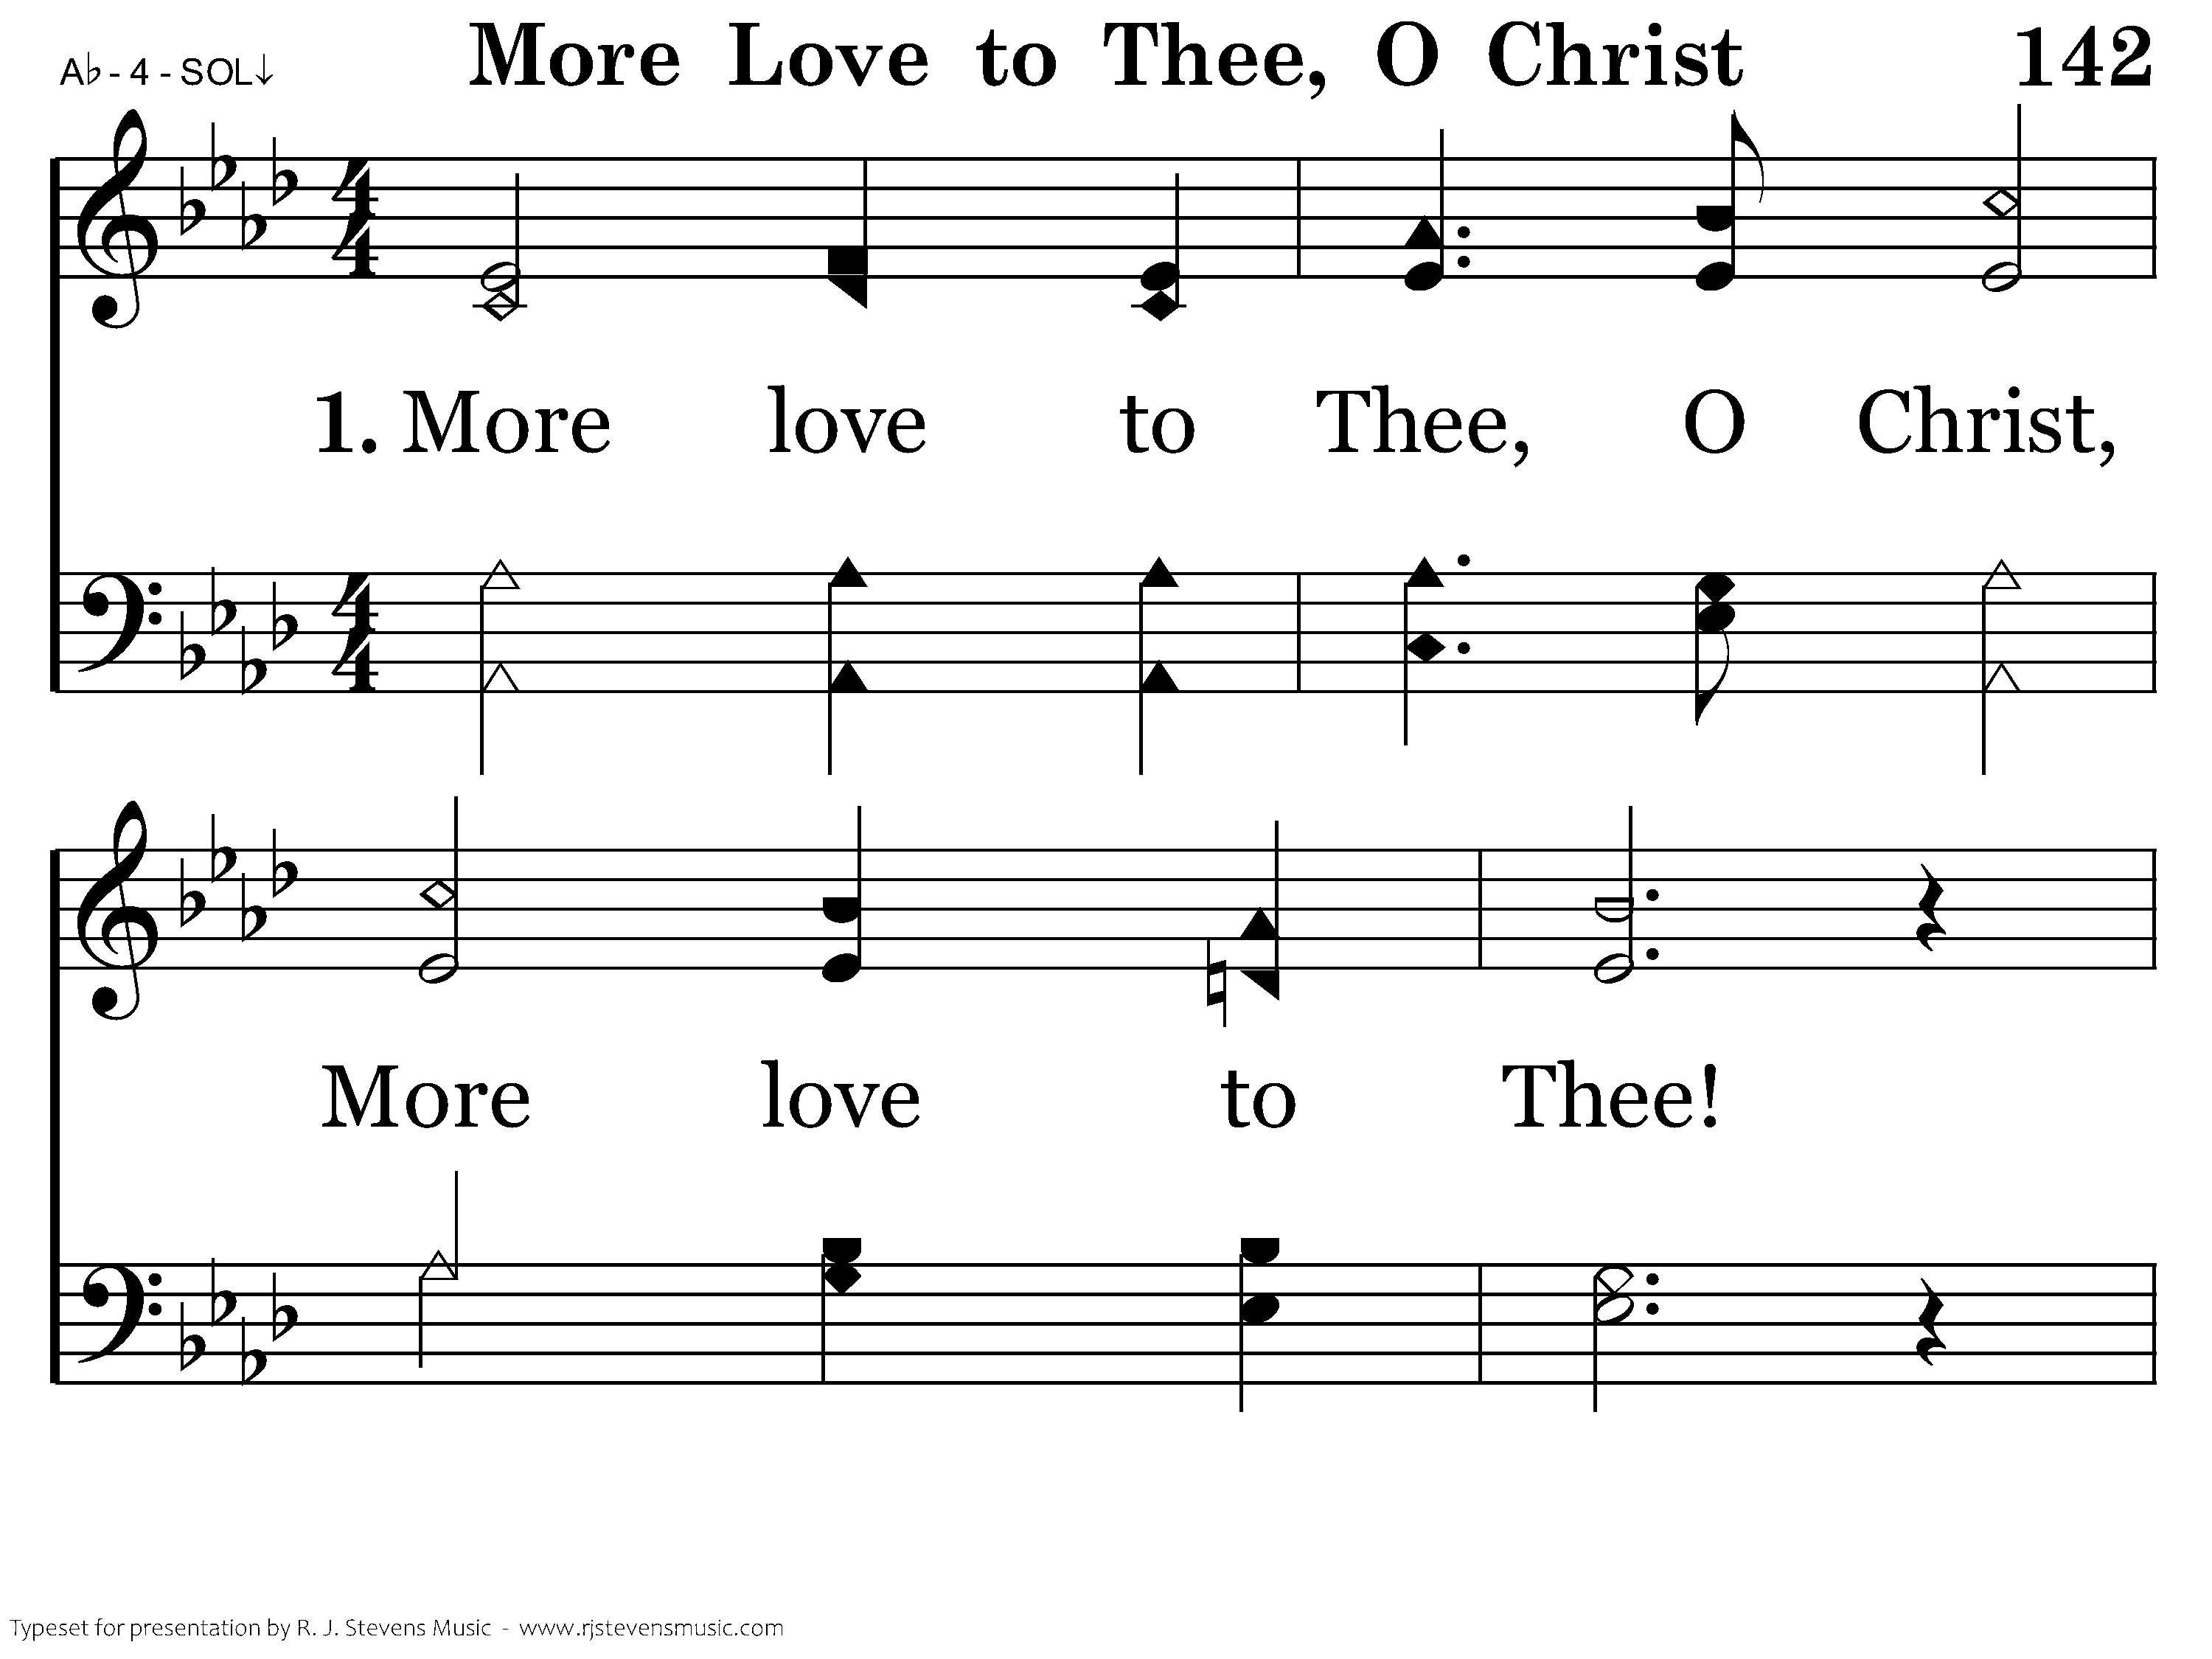 A♭ - 4 - SOL↓ More Love to Thee, O Christ 142
1. More love to Thee, O Christ,
More love to Thee!
Typeset for presentation by R. J. Stevens Music - www.rjstevensmusic.com